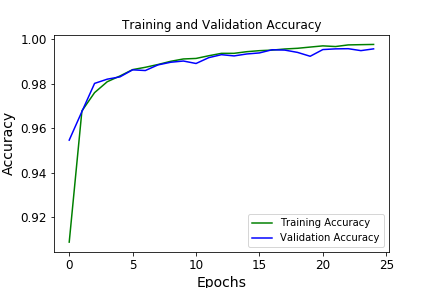 Training and Validation Accuracy
1.00
0.98
0.96
0.94
0.92
Accuracy
Training Accuracy
Validation Accuracy
0 5 10 15 20 25
Epochs